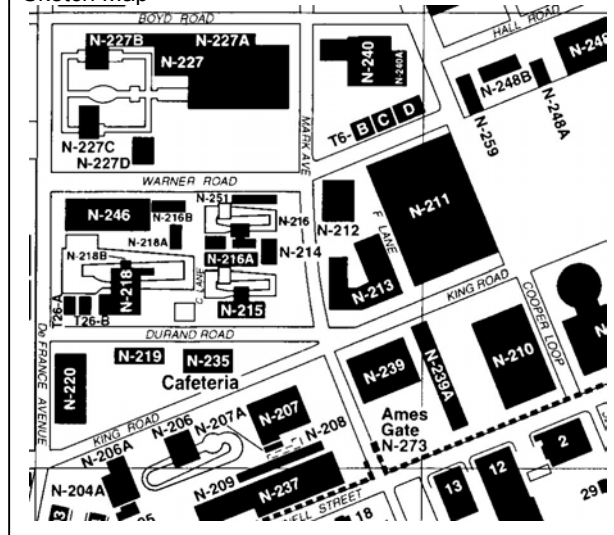 BOYD ROAD
HALL ROAD
N-227B
N-227A
N-227
N-240
N-240A
N-248B
N-248A
N-259
T6-
B
C
D
N-227C
N-227D
MARK AVE
WARNER ROAD
N-251
N-246
N-216B
N-216
N-212
F LANE
N-211
N-218A
N-218B
N-216A
N-214
N-218
C LANE
N-213
KING ROAD
T26-A
T26-B
N-215
DURAND ROAD
COOPER LOOP
De FRANCE AVENUE
N-219
N-235
Cafeteria
N-220
N-239
N-239A
N-210
KING ROAD
N-206
N-207A
N-207
N-208
Ames
Gate
N-273
N-206A
N-204A
N-209
N-237
2
12
13
29
18